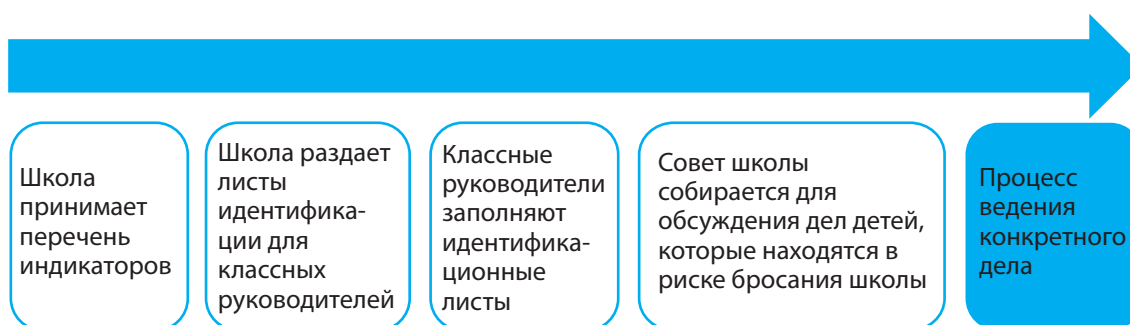 Школа
принимает
перечень
индикаторов
Школа раздает
листы
идентифика-
ции для
классных
руководителей
Классные
руководители
заполняют
идентифика-
ционные
листы
Совет школы
собирается для
обсуждения дел детей,
которые находятся в
риске бросания школы
Процесс
ведения
конкретного
дела